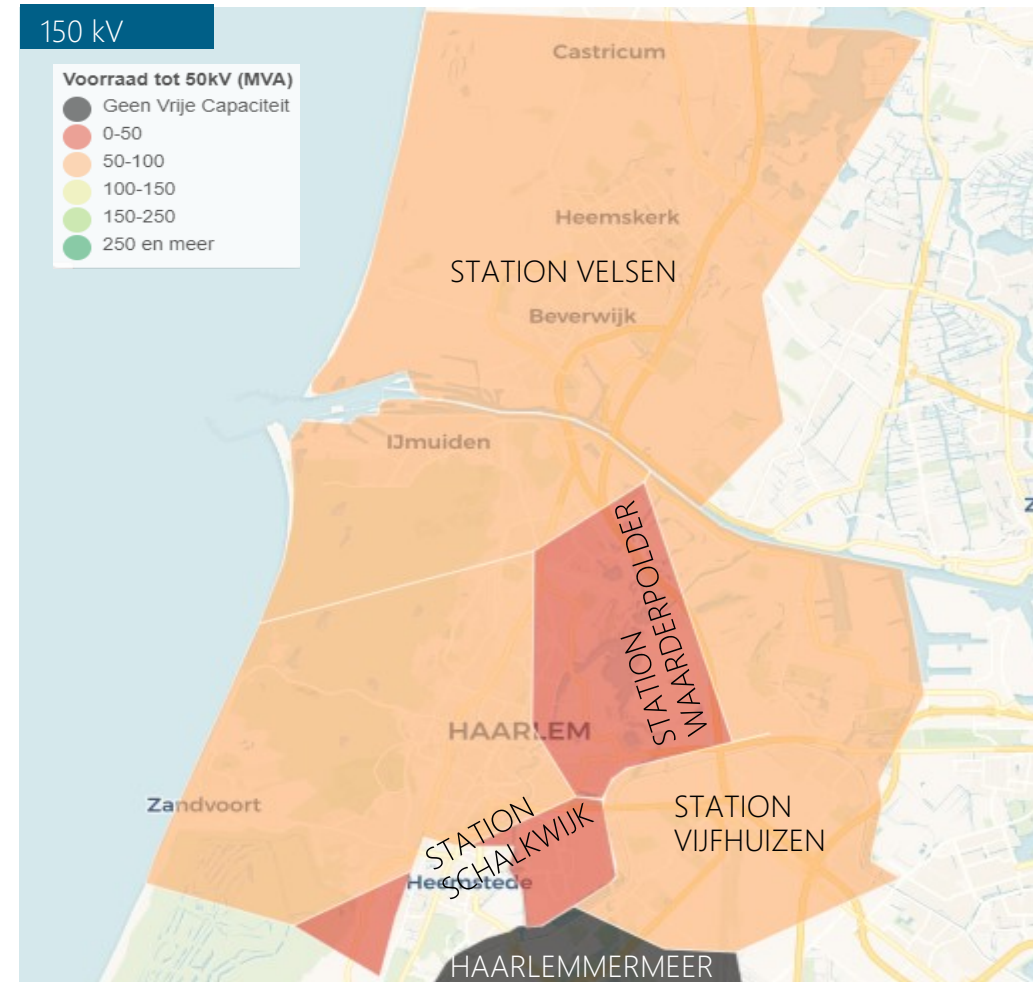 150 kV
Voorraad tot 50kV (MVA)
Geen Vrije Capaciteit
0-50
50-100
100-150
150-250
250 en meer
Castricum
Heemskerk
STATION VELSEN
Beverwijk
IJmuiden
STATION
WAARDERPOLDER
HAARLEM
Zandvoort
STATION
SCHALKWIJK
STATION
VIJFHUIZEN
Heemstede
HAARLEMMERMEER